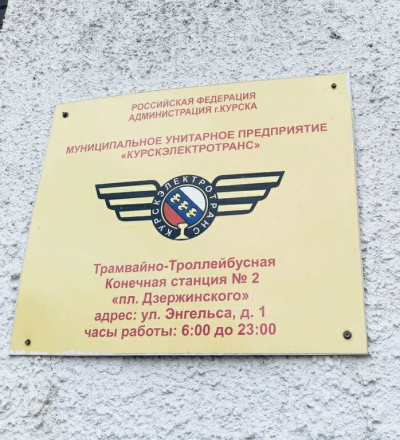 РОССИЙСКАЯ ФЕДЕРАЦИЯ
АДМИНИСТРАЦИЯ г.КУРСКА
МУНИЦИПАЛЬНОЕ УНИТАРНОЕ ПРЕДПРИЯТИЕ
«КУРСКЭЛЕКТРОТРАНС»
КУРСКЭЛЕКТРОТРАНС
Трамвайно-Троллейбусная
Конечная станция № 2
«пл. Дзержинского»
адрес: ул. Энгельса, д. 1
часы работы: 6:00 до 23:00